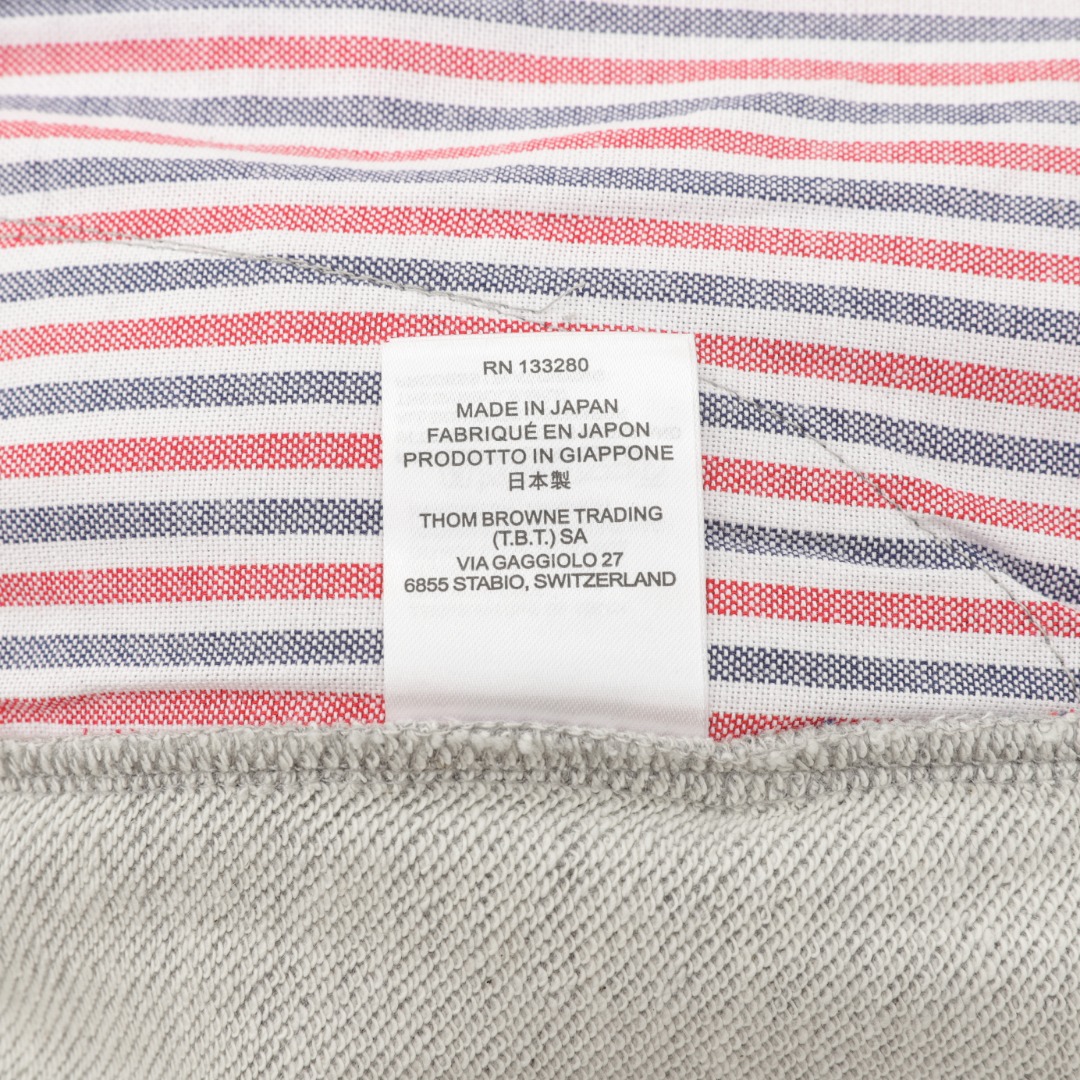 RN 133280
MADE IN JAPAN
FABRIQUÉ EN JAPON
PRODOTTO IN GIAPPONE
日本製
THOM BROWNE TRADING
(T.B.T.) SA
VIA GAGGIOLO 27
6855 STABIO, SWITZERLAND